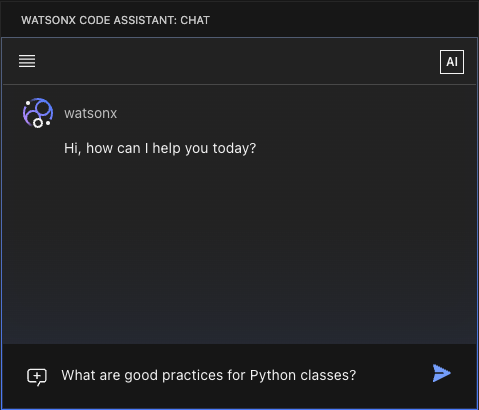 WATSONX CODE ASSISTANT: CHAT
AI
watsonx
Hi, how can I help you today?
What are good practices for Python classes?